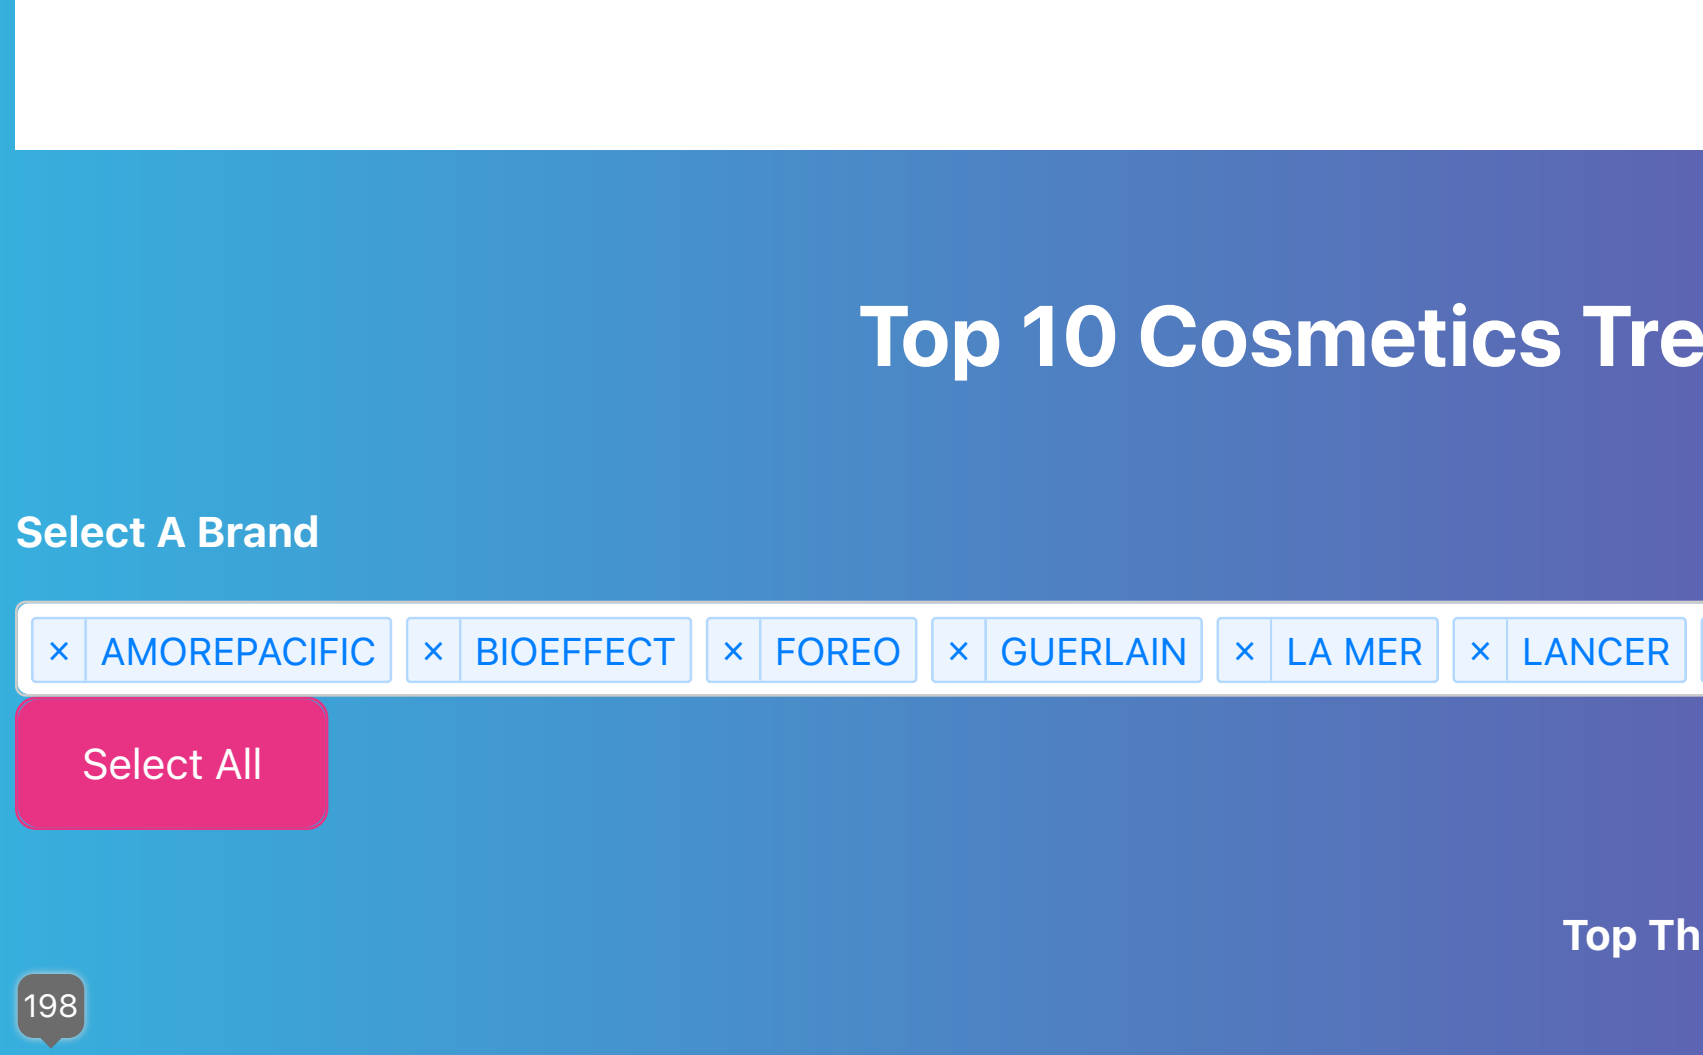 Top 10 Cosmetics Tre
Select A Brand
× AMOREPACIFIC × BIOEFFECT × FOREO × GUERLAIN × LA MER × LANCER
Select All
Top Th
198